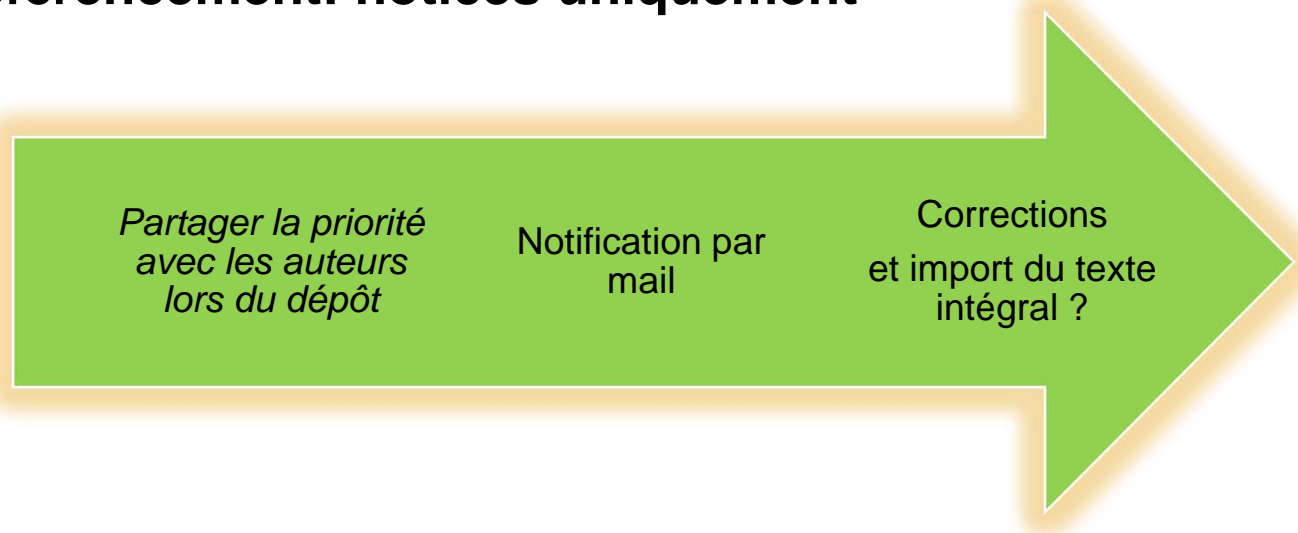 notices uniquement
Partager la priorité
avec les auteurs
lors du dépôt
Notification par
mail
Corrections
et import du texte
intégral ?